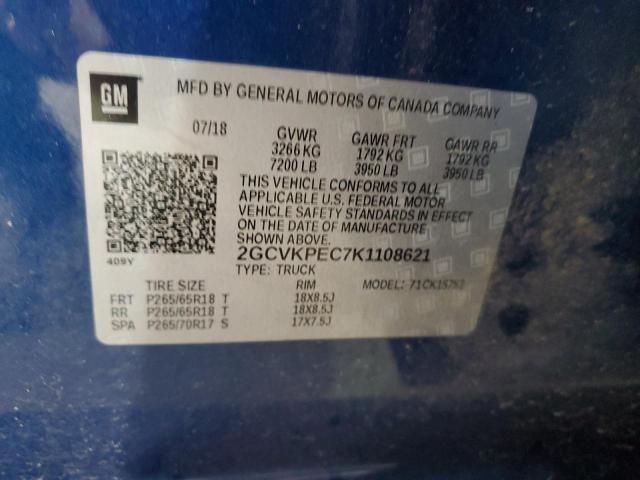 GM
MFD BY GENERAL MOTORS OF CANADA COMPANY
07/18 GVWR GAWR FRT GAWR RR
3266 KG 1792 KG 1792 KG
7200 LB 3950 LB 3950 LB
THIS VEHICLE CONFORMS TO ALL
APPLICABLE U.S. FEDERAL MOTOR
VEHICLE SAFETY STANDARDS IN EFFECT
ON THE DATE OF MANUFACTURE
SHOWN ABOVE.
409Y 2GCVKPEC7K1108621
TYPE: TRUCK
TIRE SIZE RIM MODEL:
FRT P265/65R18 T 18X8.5J
RR P265/65R18 T 18X8.5J
SPA P265/70R17 S 17X7.5J